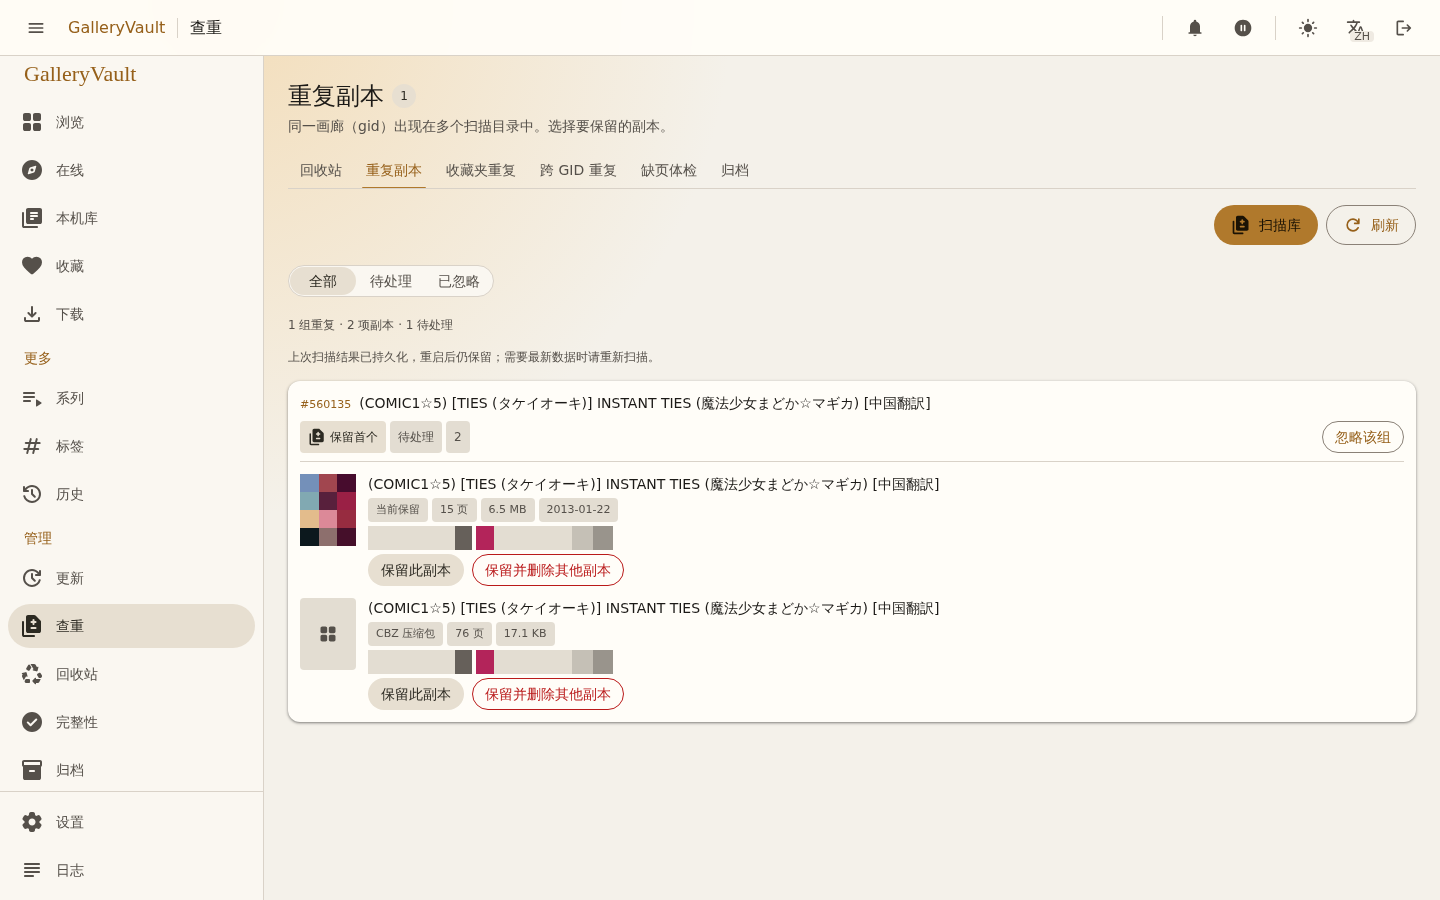 GalleryVault 查重
ZH
GalleryVault
浏览
在线
本机库
收藏
下载
更多
系列
标签
历史
管理
更新
查重
回收站
完整性
归档
设置
日志
重复副本 1
同一画廊（gid）出现在多个扫描目录中。选择要保留的副本。
回收站 重复副本 收藏夹重复 跨 GID 重复 缺页体检 归档
扫描库 刷新
全部 待处理 已忽略
1 组重复 · 2 项副本 · 1 待处理
上次扫描结果已持久化，重启后仍保留；需要最新数据时请重新扫描。
#560135 (COMIC1☆5) [TIES (タケイオーキ)] INSTANT TIES (魔法少女まどか☆マギカ) [中国翻訳]
保留首个 待处理 2 忽略该组
(COMIC1☆5) [TIES (タケイオーキ)] INSTANT TIES (魔法少女まどか☆マギカ) [中国翻訳]
当前保留 15 页 6.5 MB 2013-01-22
保留此副本 保留并删除其他副本
(COMIC1☆5) [TIES (タケイオーキ)] INSTANT TIES (魔法少女まどか☆マギカ) [中国翻訳]
CBZ 压缩包 76 页 17.1 KB
保留此副本 保留并删除其他副本